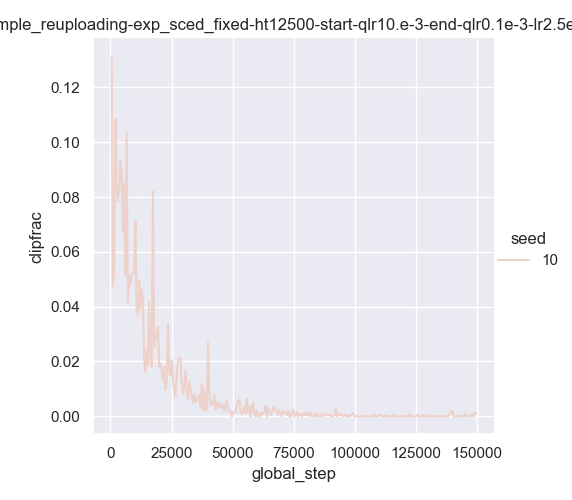 mple_reuploading-exp_sced_fixed-ht12500-start-qlr10.e-3-end-qlr0.1e-3-lr2.5e
0.12
0.10
0.08
0.06
0.04
0.02
0.00
clipfrac
0 25000 50000 75000 100000 125000 150000
global_step
seed
10